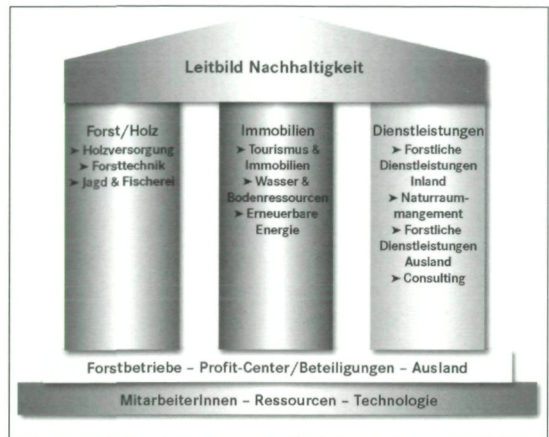 Leitbild Nachhaltigkeit
Forst/Holz
➤ Holzversorgung
➤ Forsttechnik
➤ Jagd & Fischerei
Immobilien
➤ Tourismus &
Immobilien
➤ Wasser &
Bodenressourcen
➤ Erneuerbare
Energie
Dienstleistungen
➤ Forstliche
Dienstleistungen
Inland
➤ Naturraum-
mangement
➤ Forstliche
Dienstleistungen
Ausland
➤ Consulting
Forstbetriebe – Profit-Center/Beteiligungen – Ausland
MitarbeiterInnen – Ressourcen – Technologie